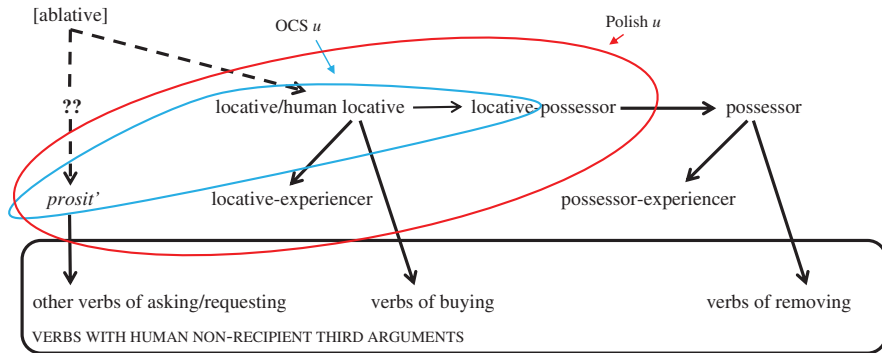 [ablative]
OCS u
Polish u
??
locative/human locative
locative-possessor
possessor
prosit’
locative-experiencer
possessor-experiencer
other verbs of asking/requesting
verbs of buying
verbs of removing
VERBS WITH HUMAN NON-RECIPIENT THIRD ARGUMENTS